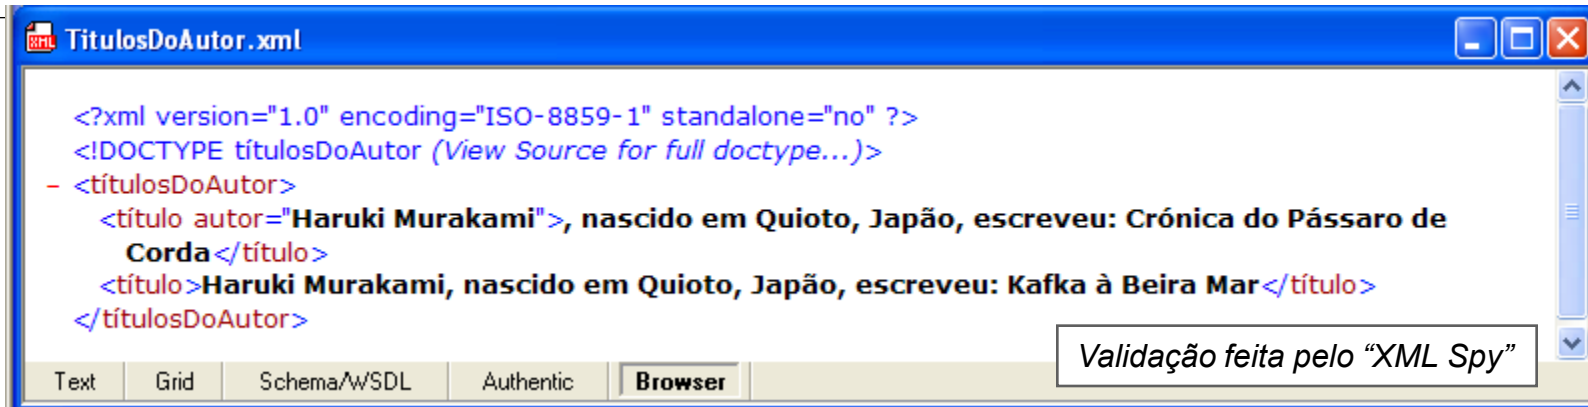 TitulosDoAutor.xml
<?xml version="1.0" encoding="ISO-8859-1" standalone="no" ?>
<!DOCTYPE títulosDoAutor (View Source for full doctype...)>
- <títulosDoAutor>
<título autor="Haruki Murakami">, nascido em Quioto, Japão, escreveu: Crónica do Pássaro de
Corda</título>
<título>Haruki Murakami, nascido em Quioto, Japão, escreveu: Kafka à Beira Mar</título>
</títulosDoAutor>
Validação feita pelo “XML Spy”
Text Grid Schema/WSDL Authentic Browser